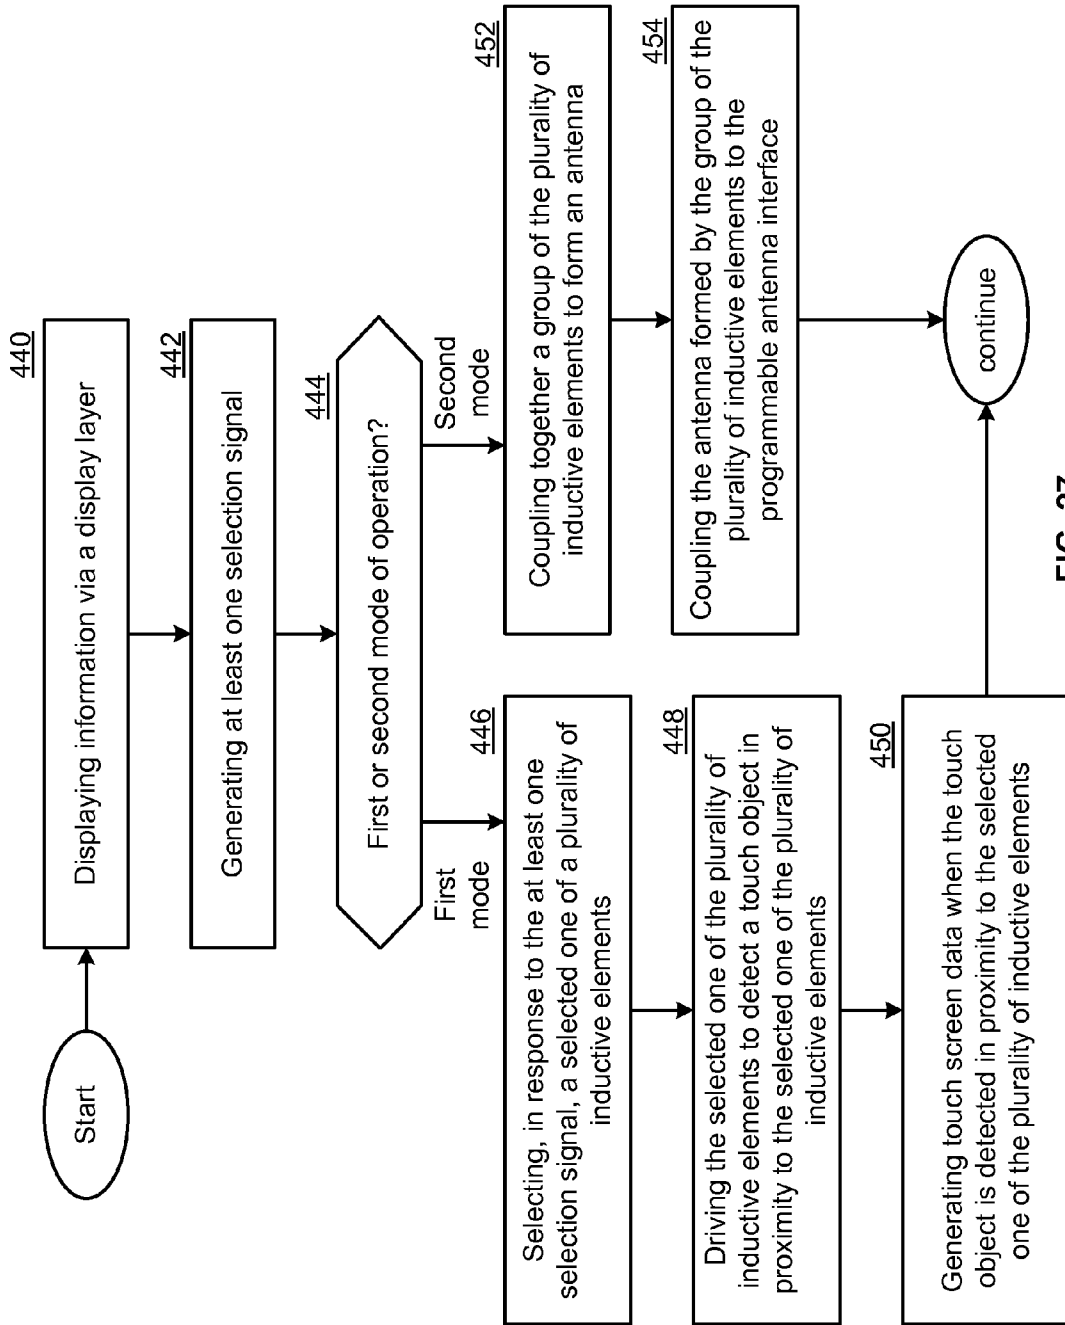 Start
440
Displaying information via a display layer
442
Generating at least one selection signal
444
First or second mode of operation?
First
mode
Second
mode
446
Selecting, in response to the at least one
selection signal, a selected one of a plurality of
inductive elements
448
Driving the selected one of the plurality of
inductive elements to detect a touch object in
proximity to the selected one of the plurality of
inductive elements
450
Generating touch screen data when the touch
object is detected in proximity to the selected
one of the plurality of inductive elements
452
Coupling together a group of the plurality of
inductive elements to form an antenna
454
Coupling the antenna formed by the group of the
plurality of inductive elements to the
programmable antenna interface
continue